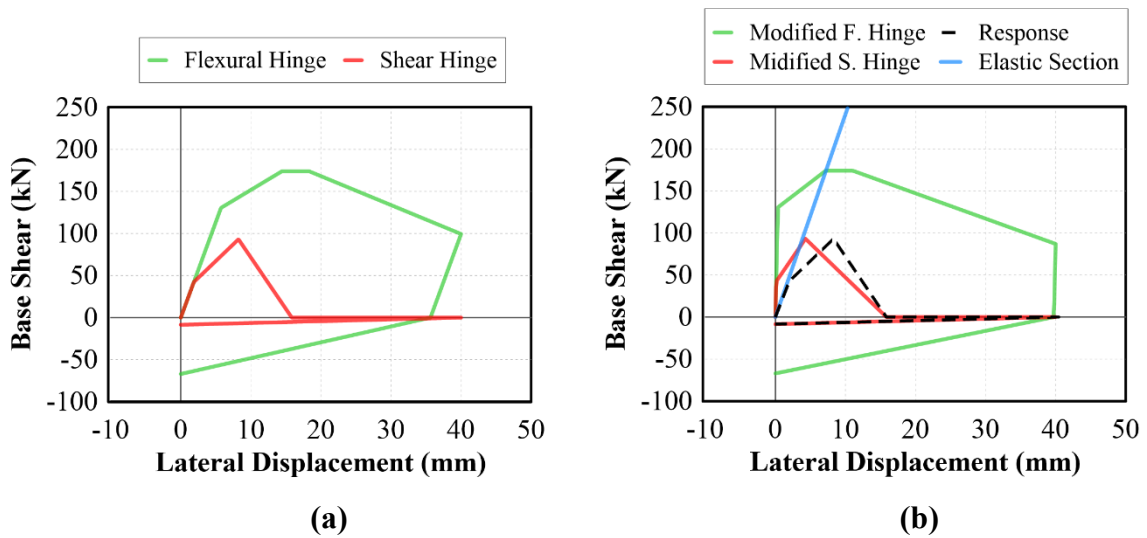 Flexural Hinge Shear Hinge
250
200
150
100
50
0
-50
-100
-10 0 10 20 30 40 50
Base Shear (kN)
Lateral Displacement (mm)
(a)
Modified F. Hinge Response
Midified S. Hinge Elastic Section
250
200
150
100
50
0
-50
-100
-10 0 10 20 30 40 50
Base Shear (kN)
Lateral Displacement (mm)
(b)